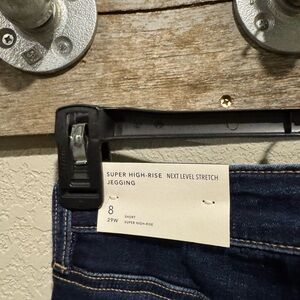 SUPER HIGH-RISE NEXT LEVEL STRETCH
JEGGING
8
29W
SHORT
SUPER HIGH-RISE